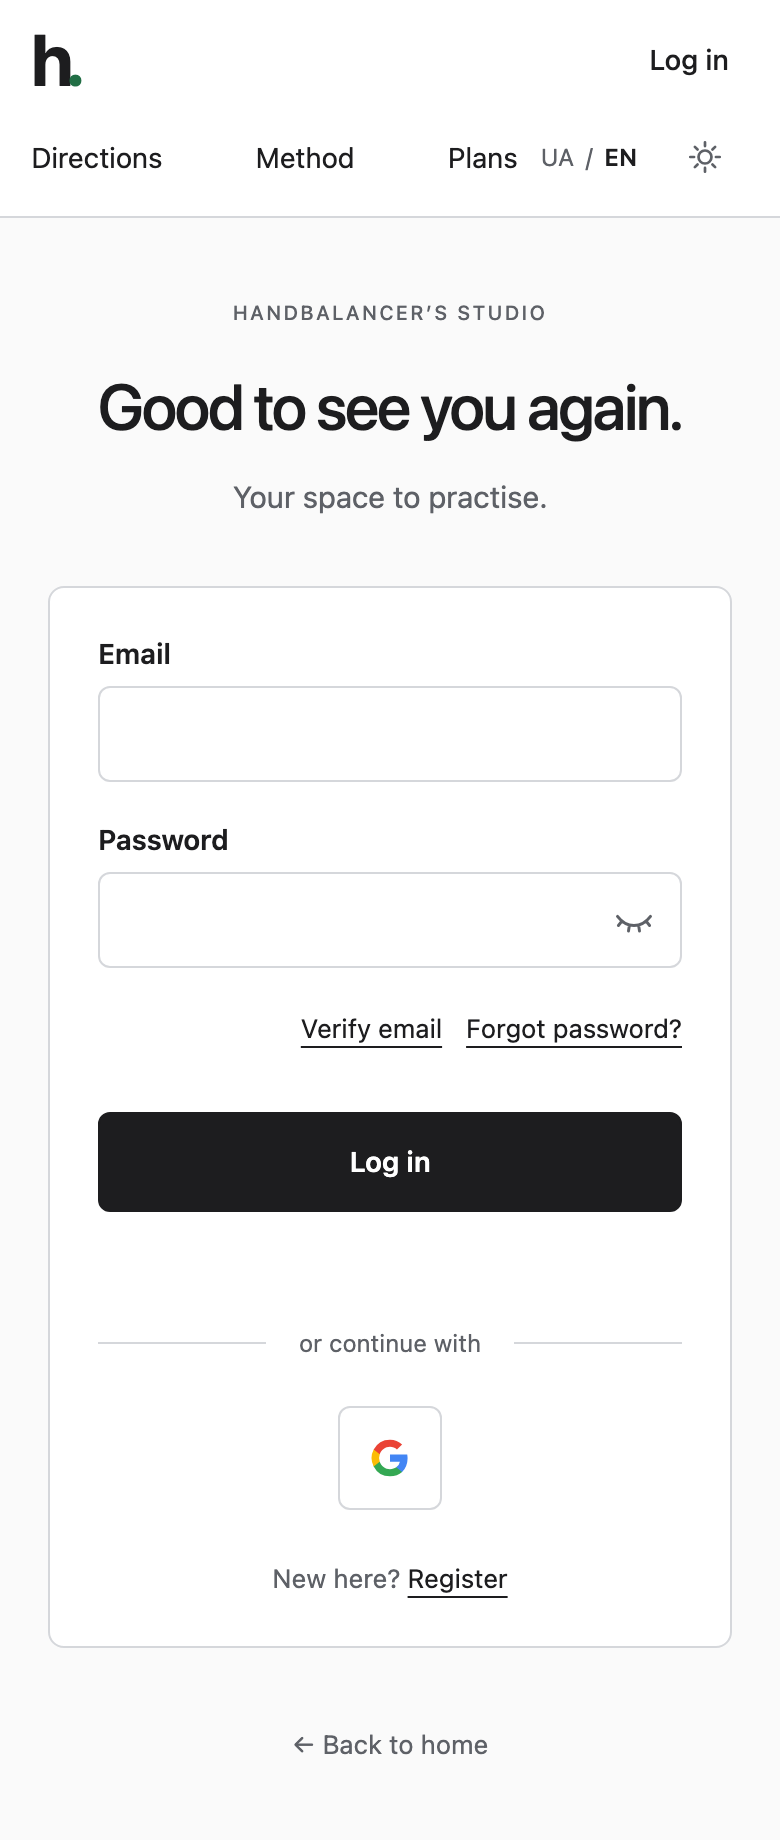 h.
Log in
Directions Method Plans UA / EN
HANDBALANCER’S STUDIO
Good to see you again.
Your space to practise.
Email
Password
Verify email Forgot password?
Log in
or continue with
G
New here? Register
← Back to home